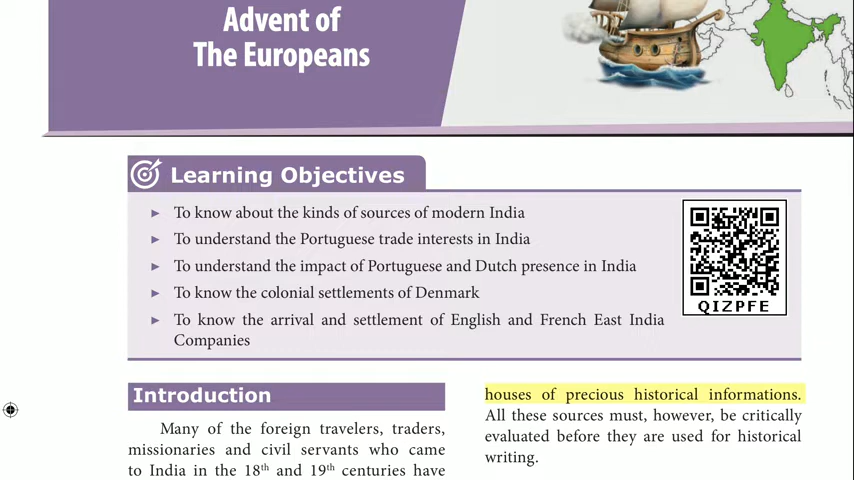 Advent of
The Europeans
Learning Objectives
► To know about the kinds of sources of modern India
► To understand the Portuguese trade interests in India
► To understand the impact of Portuguese and Dutch presence in India
► To know the colonial settlements of Denmark
► To know the arrival and settlement of English and French East India
Companies
QIZPFE
Introduction
Many of the foreign travelers, traders,
missionaries and civil servants who came
to India in the 18th and 19th centuries have
houses of precious historical informations.
All these sources must, however, be critically
evaluated before they are used for historical
writing.